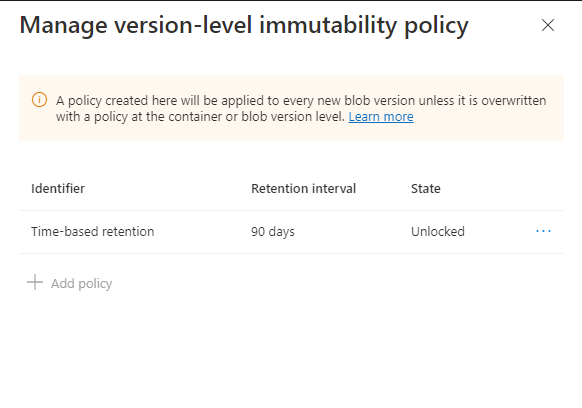 Manage version-level immutability policy
A policy created here will be applied to every new blob version unless it is overwritten
with a policy at the container or blob version level. Learn more
Identifier Retention interval State
Time-based retention 90 days Unlocked ...
Add policy